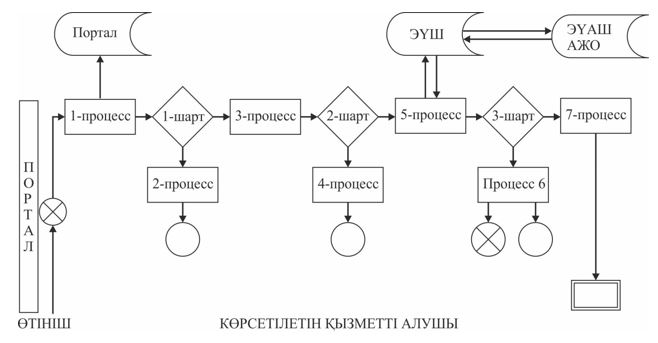 Портал
ЭҮШ
ЭҮАШ
АЖО
1-процесс
1-шарт
3-процесс
2-шарт
5-процесс
3-шарт
7-процесс
ПОРТАЛ
2-процесс
4-процесс
Процесс 6
ӨТІНІШ
КӨРСЕТІЛЕТІН ҚЫЗМЕТТІ АЛУШЫ